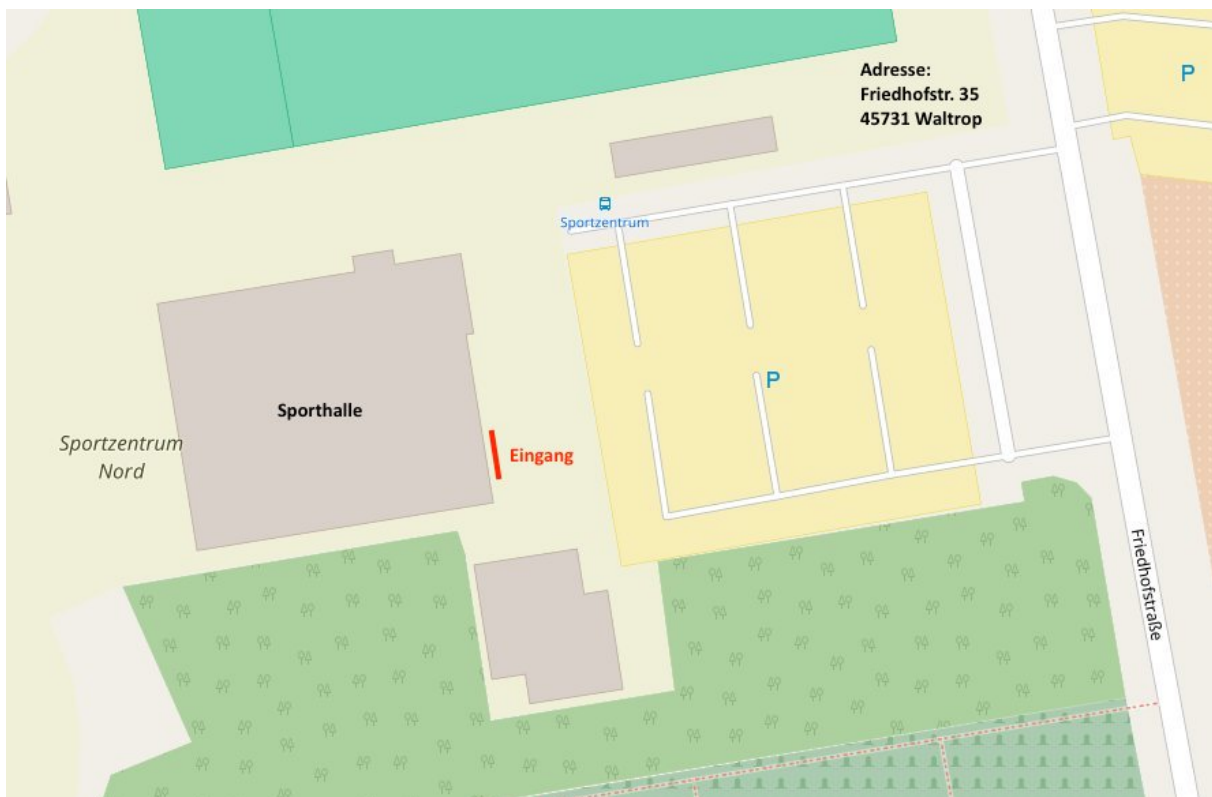 Adresse:
Friedhofstr. 35
45731 Waltrop
P
Sportzentrum
P
Sporthalle
Sportzentrum
Nord
Eingang
Friedhofstraße